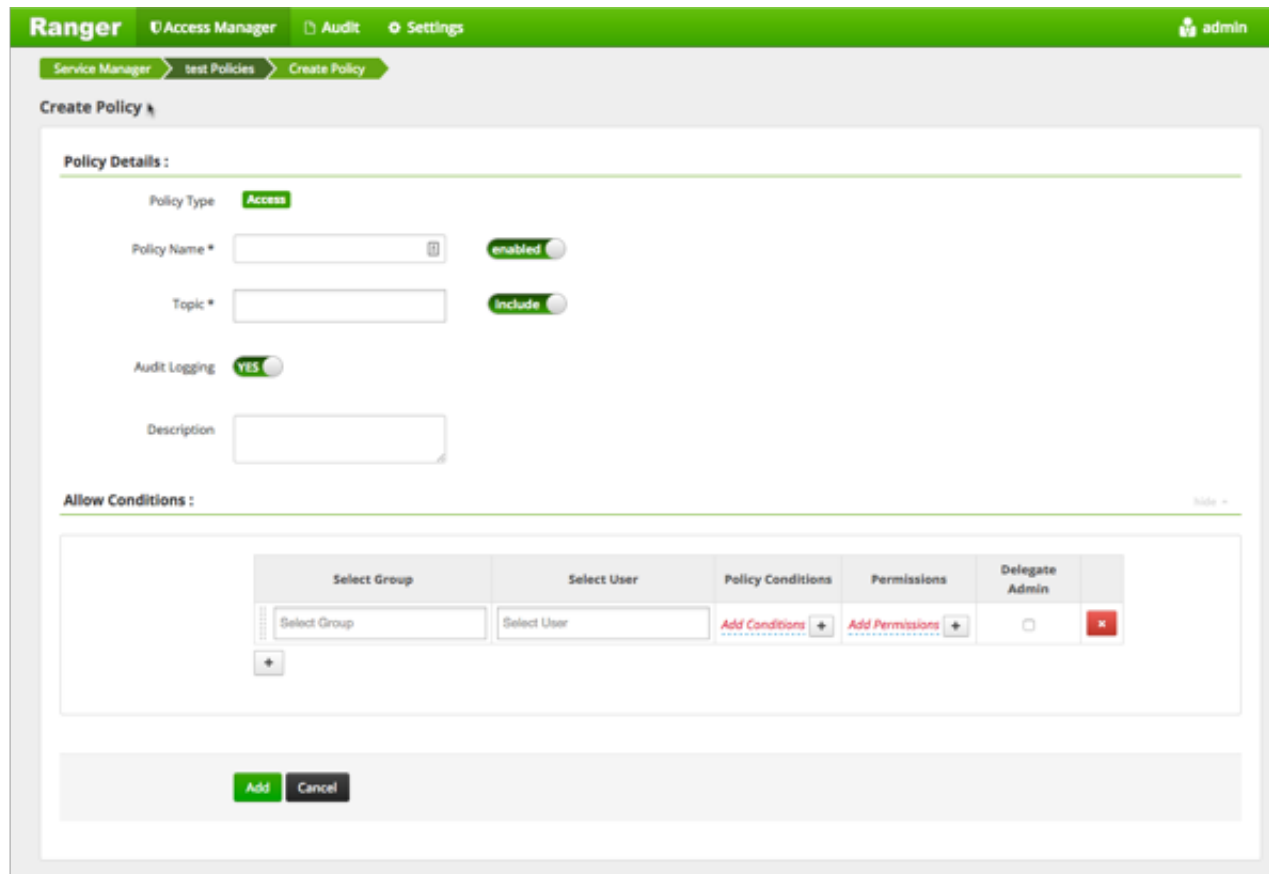 Ranger Access Manager Audit Settings admin
Service Manager test Policies Create Policy
Create Policy
Policy Details :
Policy Type Access
Policy Name * enabled
Topic * Include
Audit Logging YES
Description
Allow Conditions : hide
Select Group Select User Policy Conditions Permissions Delegate
Admin
Select Group Select User Add Conditions + Add Permissions +
+
Add Cancel